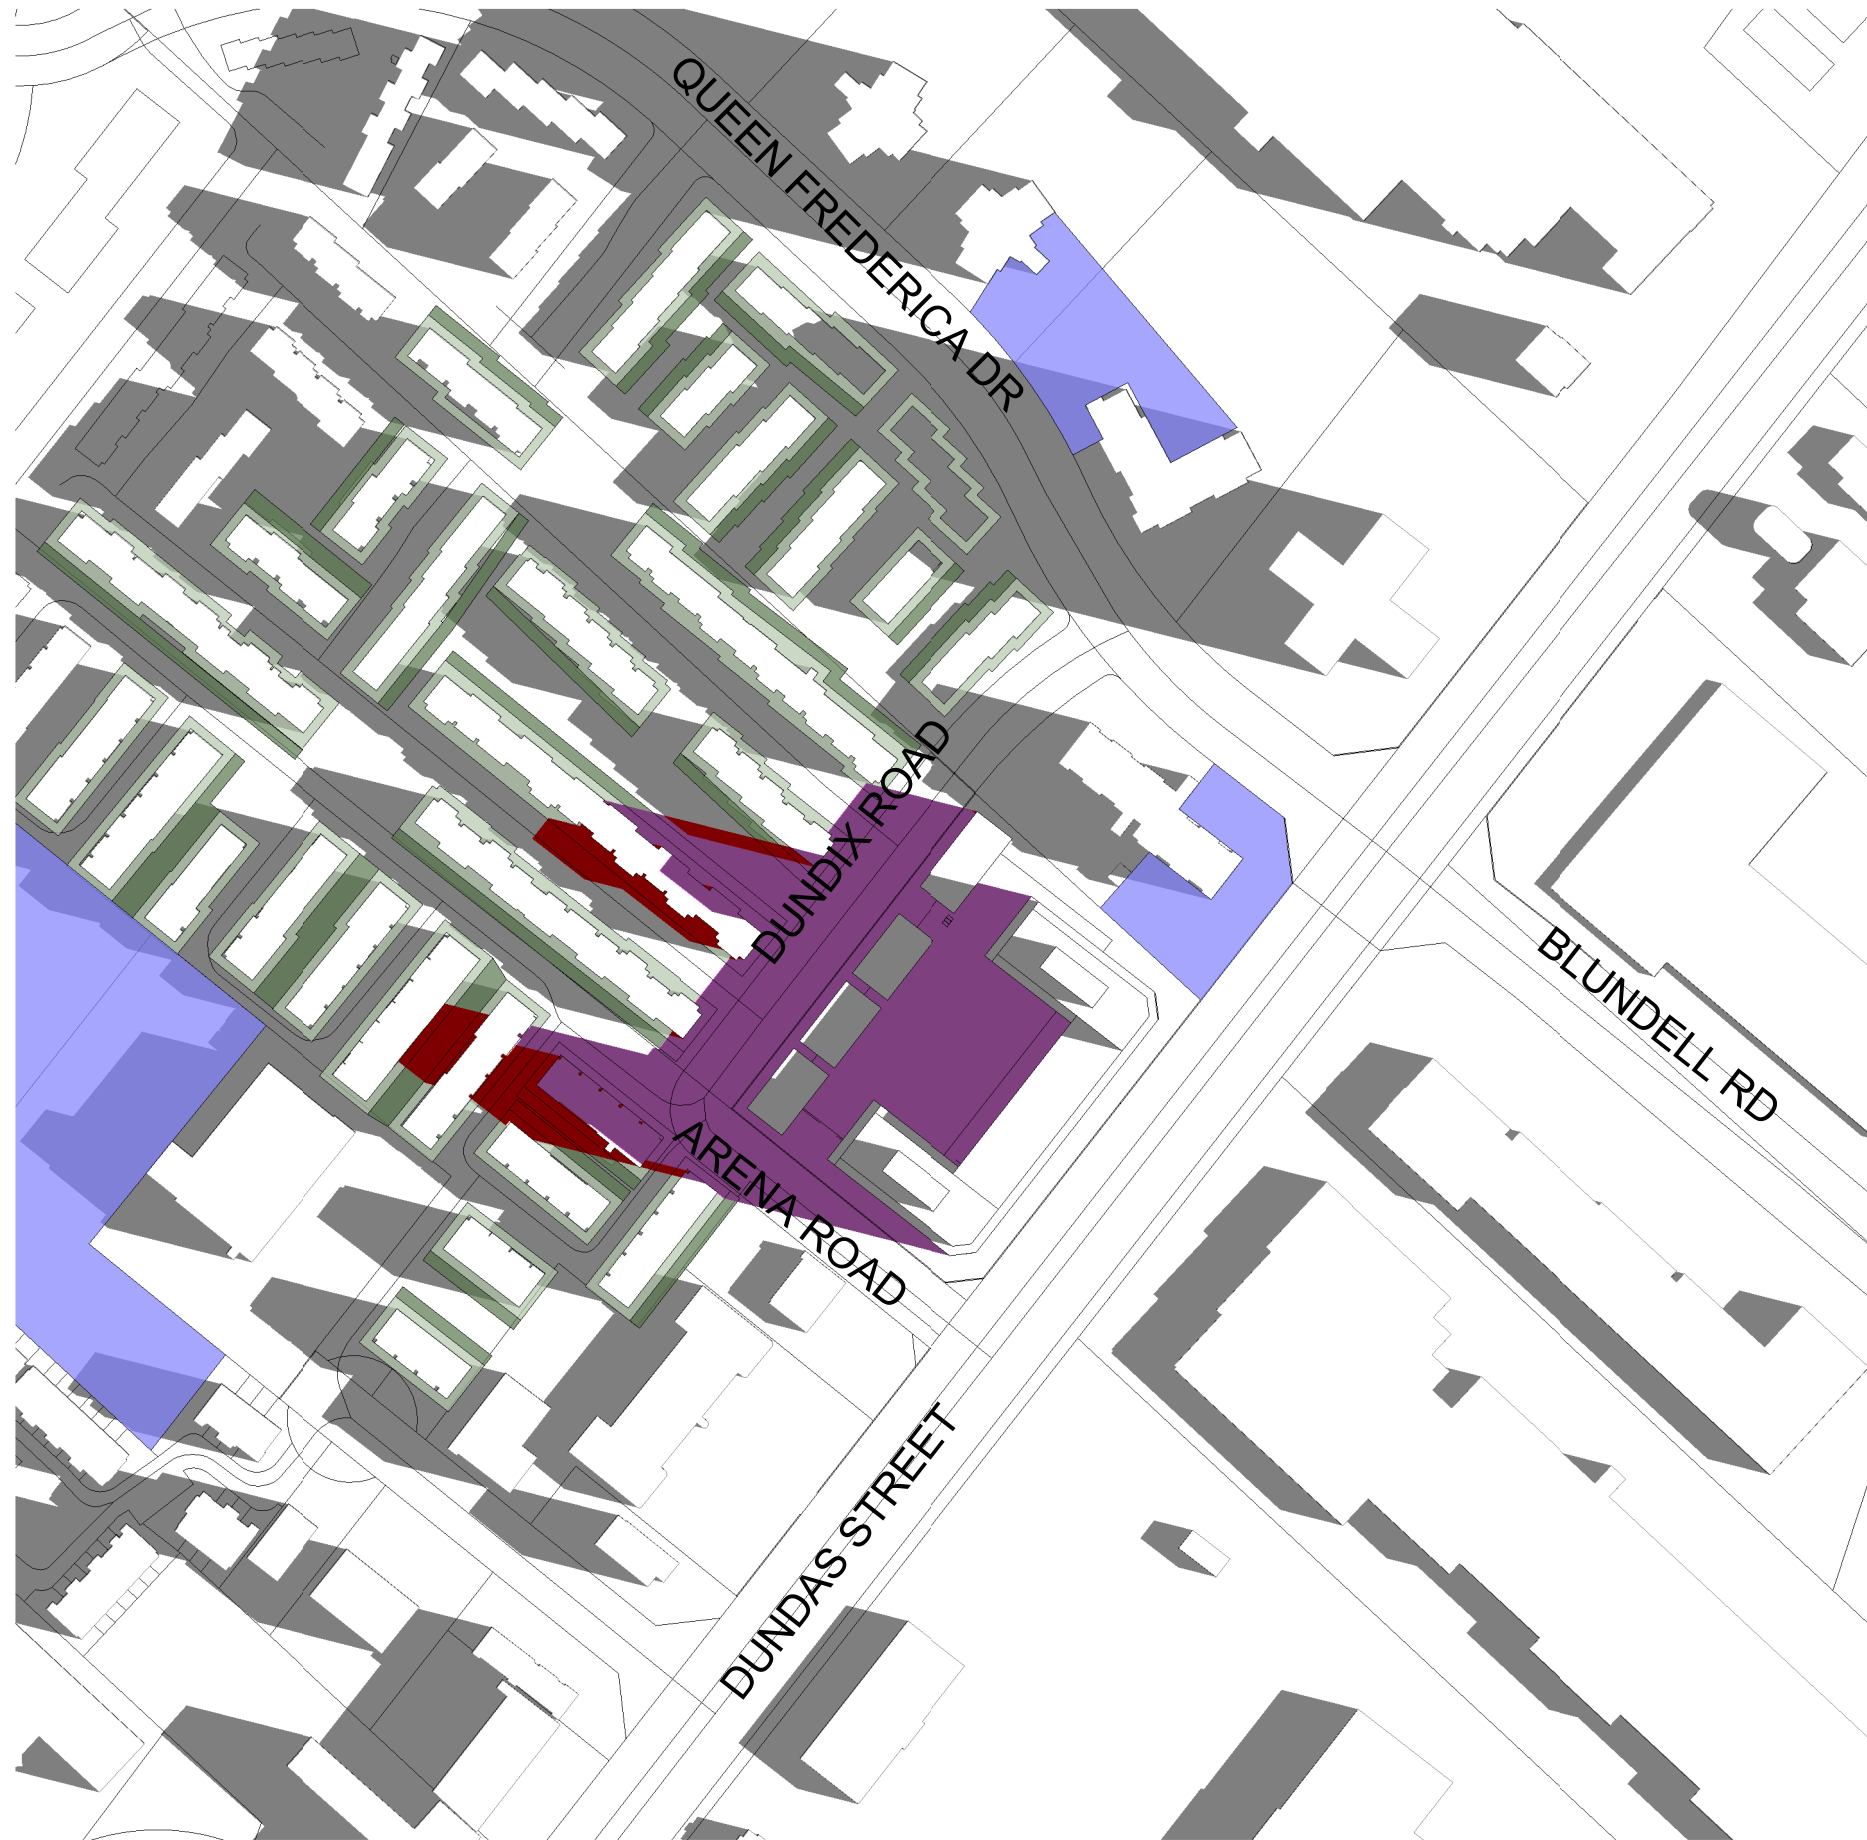 QUEEN FREDERICA DR
DUNDIX ROAD
BLUNDELL RD
ARENA ROAD
DUNDAS STREET